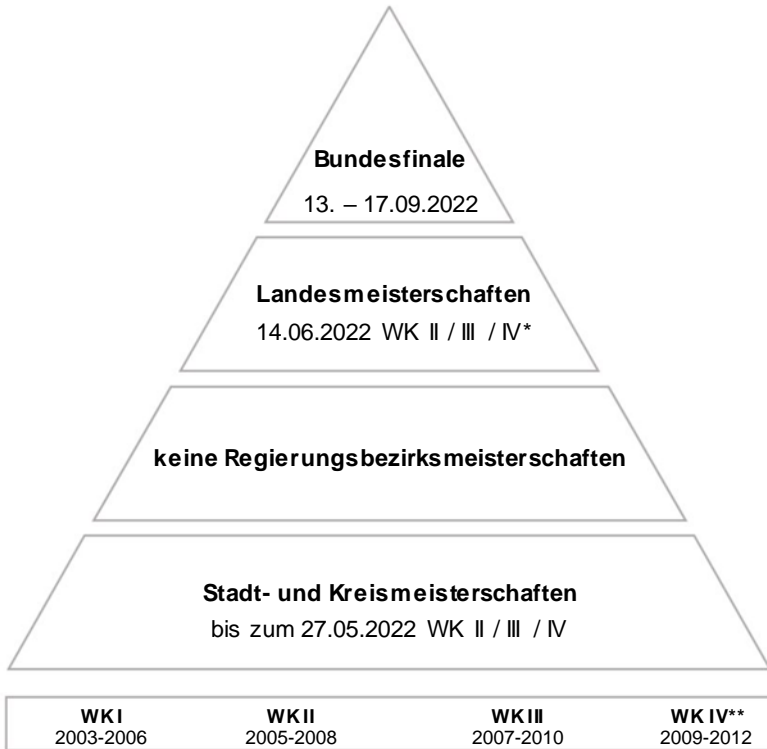 Bundesfinale
13. – 17.09.2022
Landesmeisterschaften
14.06.2022 WK II / III / IV*
keine Regierungsbezirksmeisterschaften
Stadt- und Kreismeisterschaften
bis zum 27.05.2022 WK II / III / IV
WK I WK II WK III WK IV**
2003-2006 2005-2008 2007-2010 2009-2012